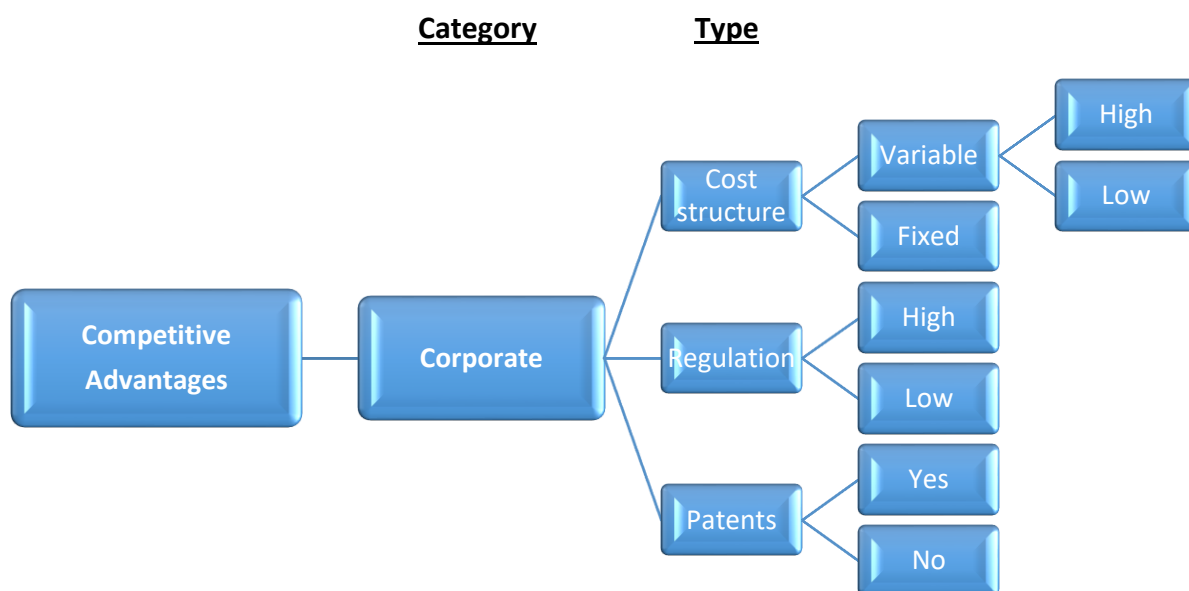 Category
Type
High
Variable
Low
Cost
structure
Fixed
Competitive
Advantages
Corporate
High
Regulation
Low
Yes
Patents
No